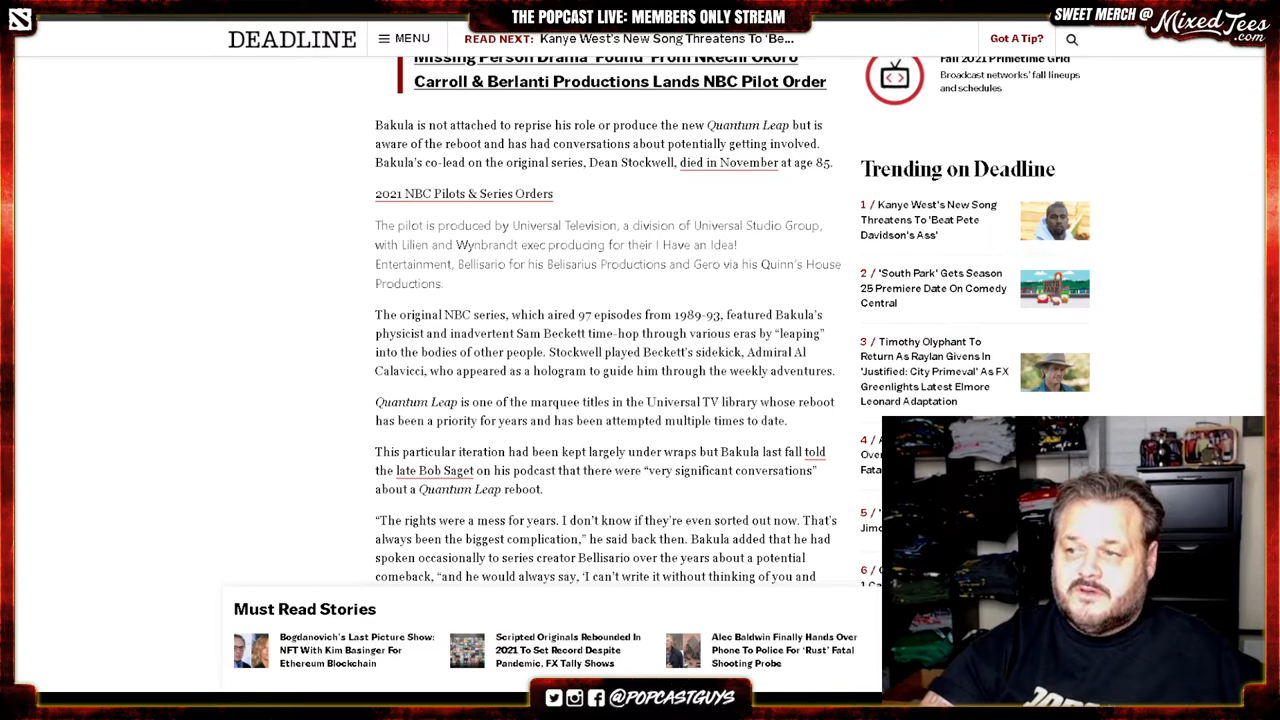 THE POPCAST LIVE: MEMBERS ONLY STREAM
SWEET MERCH @
MixedTees
.com
DEADLINE
MENU
READ NEXT: Kanye West's New Song Threatens To 'Be...
Got A Tip?
Missing Person Drama 'Found' From Nkechi Okoro
Carroll & Berlanti Productions Lands NBC Pilot Order
Bakula is not attached to reprise his role or produce the new Quantum Leap but is
aware of the reboot and has had conversations about potentially getting involved.
Bakula's co-lead on the original series, Dean Stockwell, died in November at age 85.
2021 NBC Pilots & Series Orders
The pilot is produced by Universal Television, a division of Universal Studio Group,
with Lilien and Wynbrandt exec producing for their I Have an Idea!
Entertainment, Bellisario for his Belisarius Productions and Gero via his Quinn's House
Productions.
The original NBC series, which aired 97 episodes from 1989-93, featured Bakula's
physicist and inadvertent Sam Beckett time-hop through various eras by "leaping"
into the bodies of other people. Stockwell played Beckett's sidekick, Admiral Al
Calavicci, who appeared as a hologram to guide him through the weekly adventures.
Quantum Leap is one of the marquee titles in the Universal TV library whose reboot
has been a priority for years and has been attempted multiple times to date.
This particular iteration had been kept largely under wraps but Bakula last fall told
the late Bob Saget on his podcast that there were "very significant conversations"
about a Quantum Leap reboot.
"The rights were a mess for years. I don't know if they're even sorted out now. That's
always been the biggest complication," he said back then. Bakula added that he had
spoken occasionally to series creator Bellisario over the years about a potential
comeback, "and he would always say, 'I can't write it without thinking of you and
Fall 2021 Primetime Grid
Broadcast networks' fall lineups
and schedules
Trending on Deadline
1 / Kanye West's New Song
Threatens To 'Beat Pete
Davidson's Ass'
2 / 'South Park' Gets Season
25 Premiere Date On Comedy
Central
3 / Timothy Olyphant To
Return As Raylan Givens In
'Justified: City Primeval' As FX
Greenlights Latest Elmore
Leonard Adaptation
4 /
Over
Fata
5 / '
Jimo
6 /
Must Read Stories
Bogdanovich's Last Picture Show:
NFT With Kim Basinger For
Ethereum Blockchain
Scripted Originals Rebounded In
2021 To Set Record Despite
Pandemic, FX Tally Shows
Alec Baldwin Finally Hands Over
Phone To Police For 'Rust' Fatal
Shooting Probe
@POPCASTGUYS